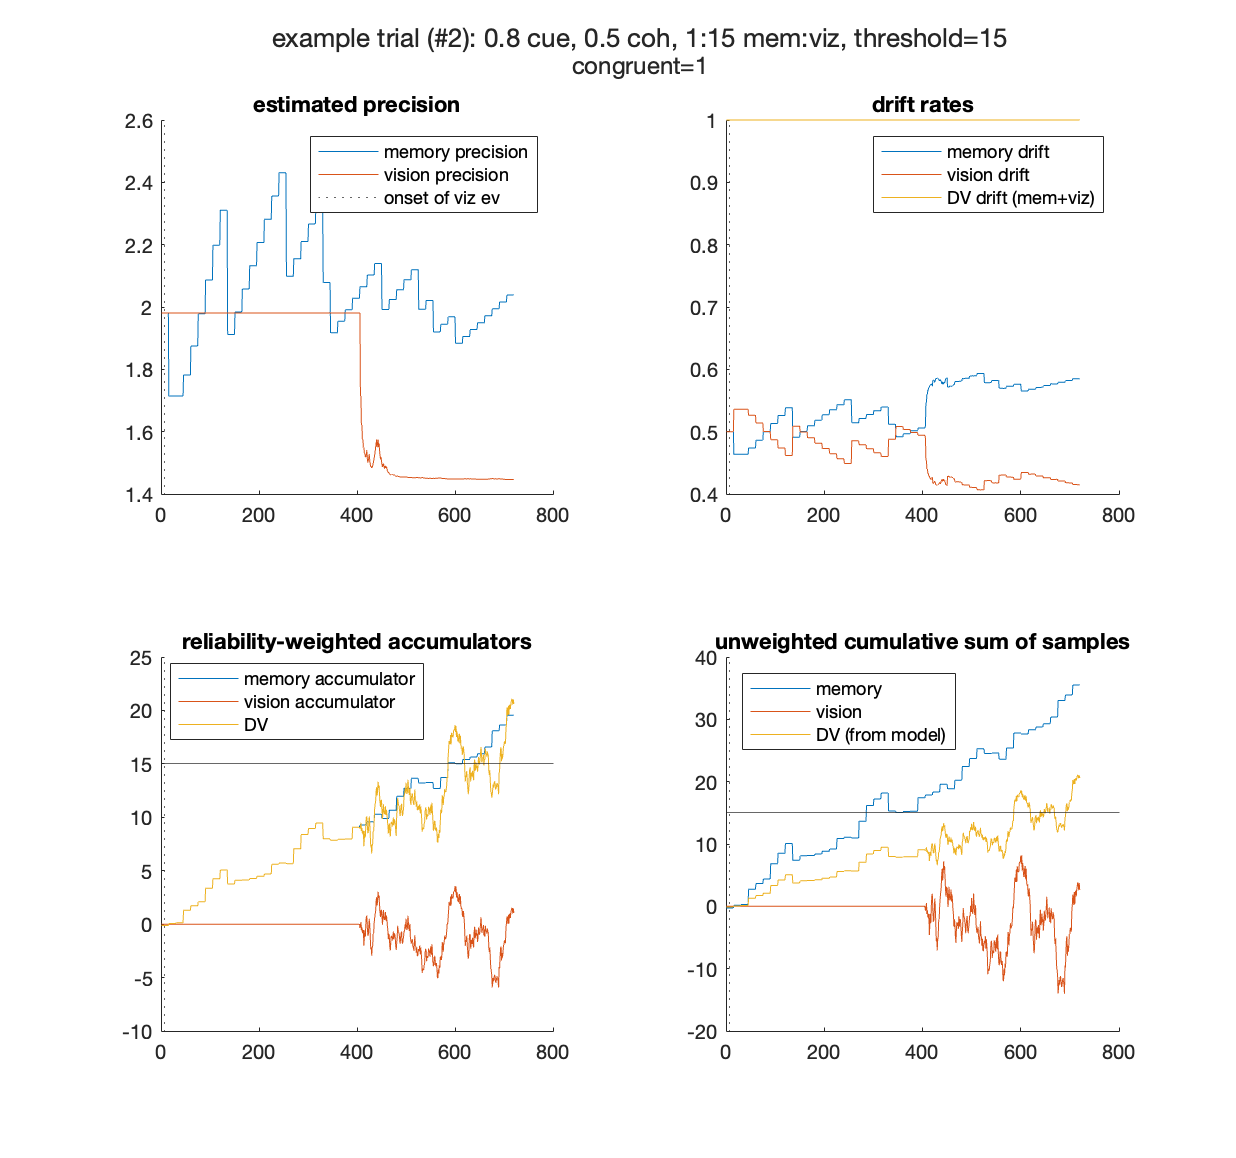 example trial (#2): 0.8 cue, 0.5 coh, 1:15 mem:viz, threshold=15
congruent=1
estimated precision
2.6
2.4
2.2
2
1.8
1.6
1.4
0
200
400
600
800
memory precision
vision precision
onset of viz ev
drift rates
1
0.9
0.8
0.7
0.6
0.5
0.4
0
200
400
600
800
memory drift
vision drift
DV drift (mem+viz)
reliability-weighted accumulators
25
20
15
10
5
0
-5
-10
0
200
400
600
800
memory accumulator
vision accumulator
DV
unweighted cumulative sum of samples
40
30
20
10
0
-10
-20
0
200
400
600
800
memory
vision
DV (from model)